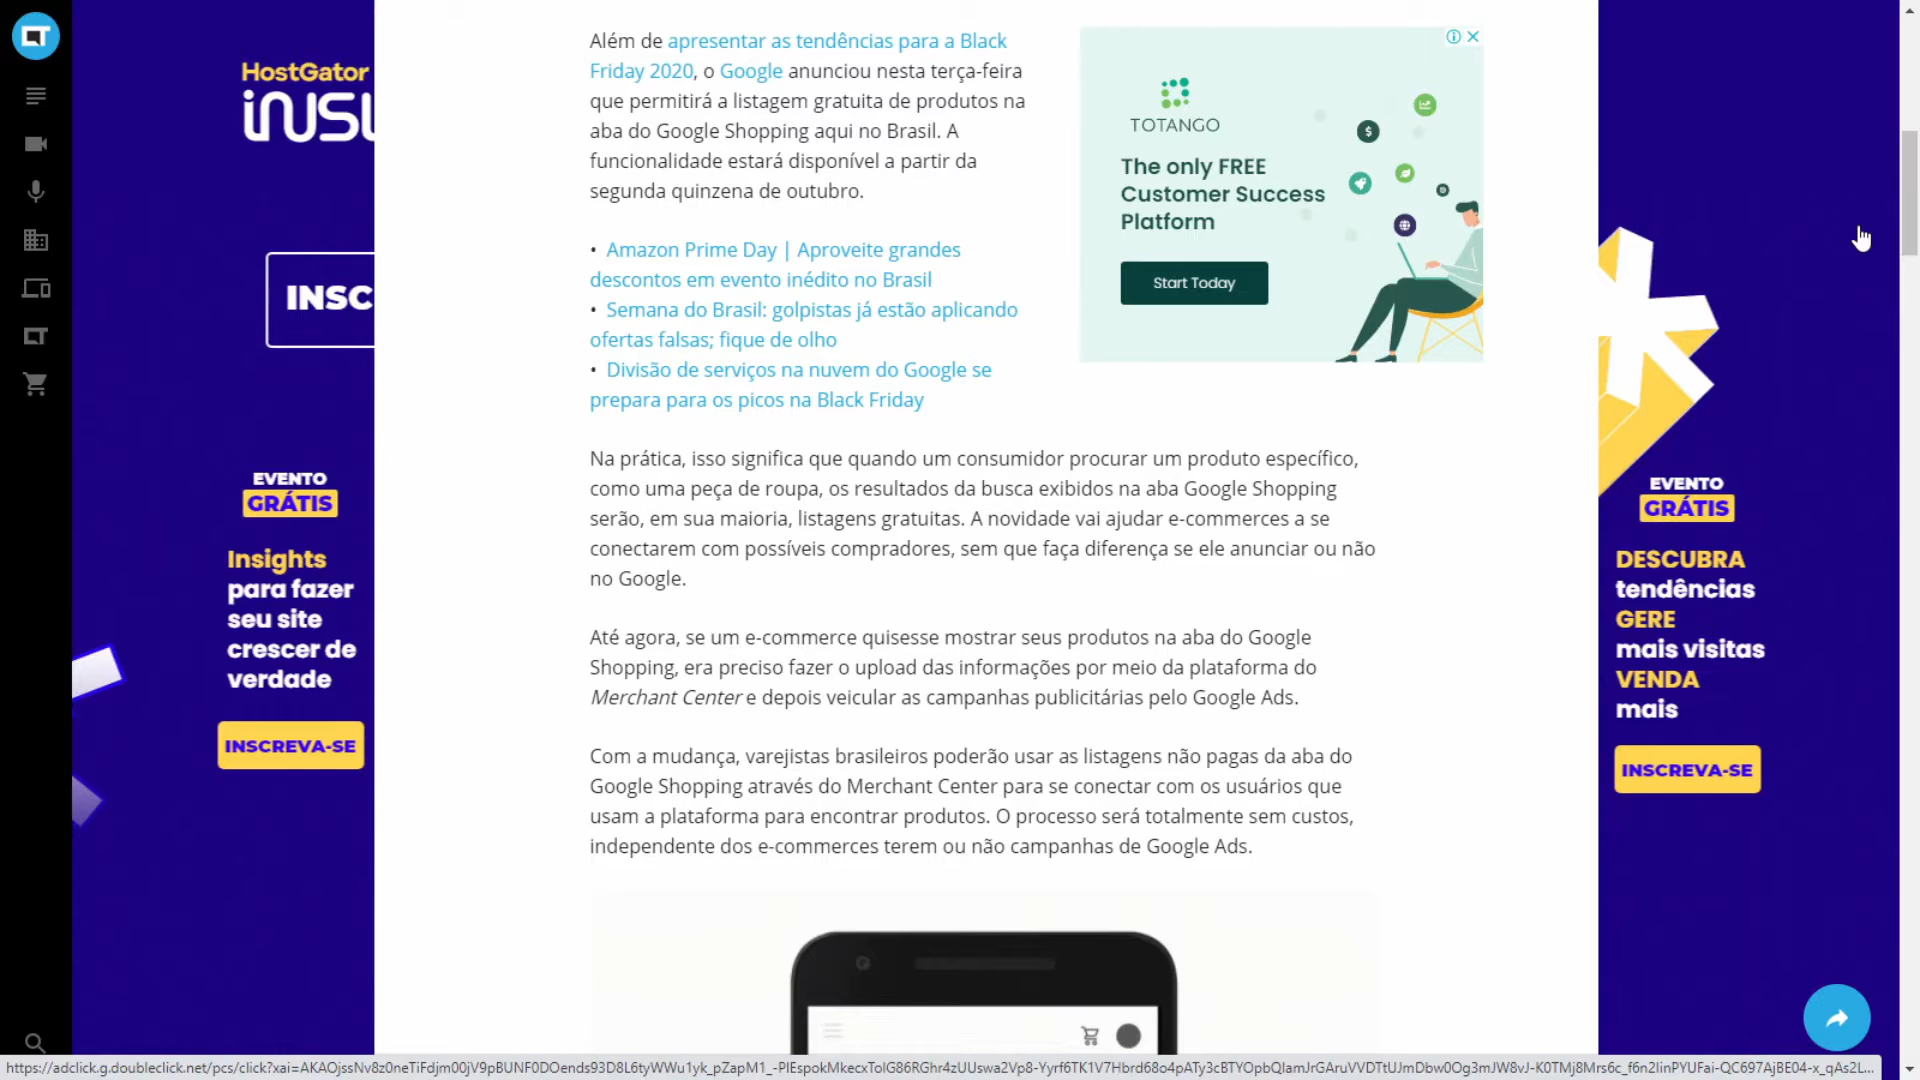 HostGator
INSC
EVENTO
GRÁTIS
Insights
para fazer
seu site
crescer de
verdade
INSCREVA-SE
Além de apresentar as tendências para a Black
Friday 2020, o Google anunciou nesta terça-feira
que permitirá a listagem gratuita de produtos na
aba do Google Shopping aqui no Brasil. A
funcionalidade estará disponível a partir da
segunda quinzena de outubro.
• Amazon Prime Day | Aproveite grandes
descontos em evento inédito no Brasil
• Semana do Brasil: golpistas já estão aplicando
ofertas falsas; fique de olho
• Divisão de serviços na nuvem do Google se
prepara para os picos na Black Friday
TOTANGO
The only FREE
Customer Success
Platform
Start Today
Na prática, isso significa que quando um consumidor procurar um produto específico,
como uma peça de roupa, os resultados da busca exibidos na aba Google Shopping
serão, em sua maioria, listagens gratuitas. A novidade vai ajudar e-commerces a se
conectarem com possíveis compradores, sem que faça diferença se ele anunciar ou não
no Google.
Até agora, se um e-commerce quisesse mostrar seus produtos na aba do Google
Shopping, era preciso fazer o upload das informações por meio da plataforma do
Merchant Center e depois veicular as campanhas publicitárias pelo Google Ads.
Com a mudança, varejistas brasileiros poderão usar as listagens não pagas da aba do
Google Shopping através do Merchant Center para se conectar com os usuários que
usam a plataforma para encontrar produtos. O processo será totalmente sem custos,
independente dos e-commerces terem ou não campanhas de Google Ads.
EVENTO
GRÁTIS
DESCUBRA
tendências
GERE
mais visitas
VENDA
mais
INSCREVA-SE